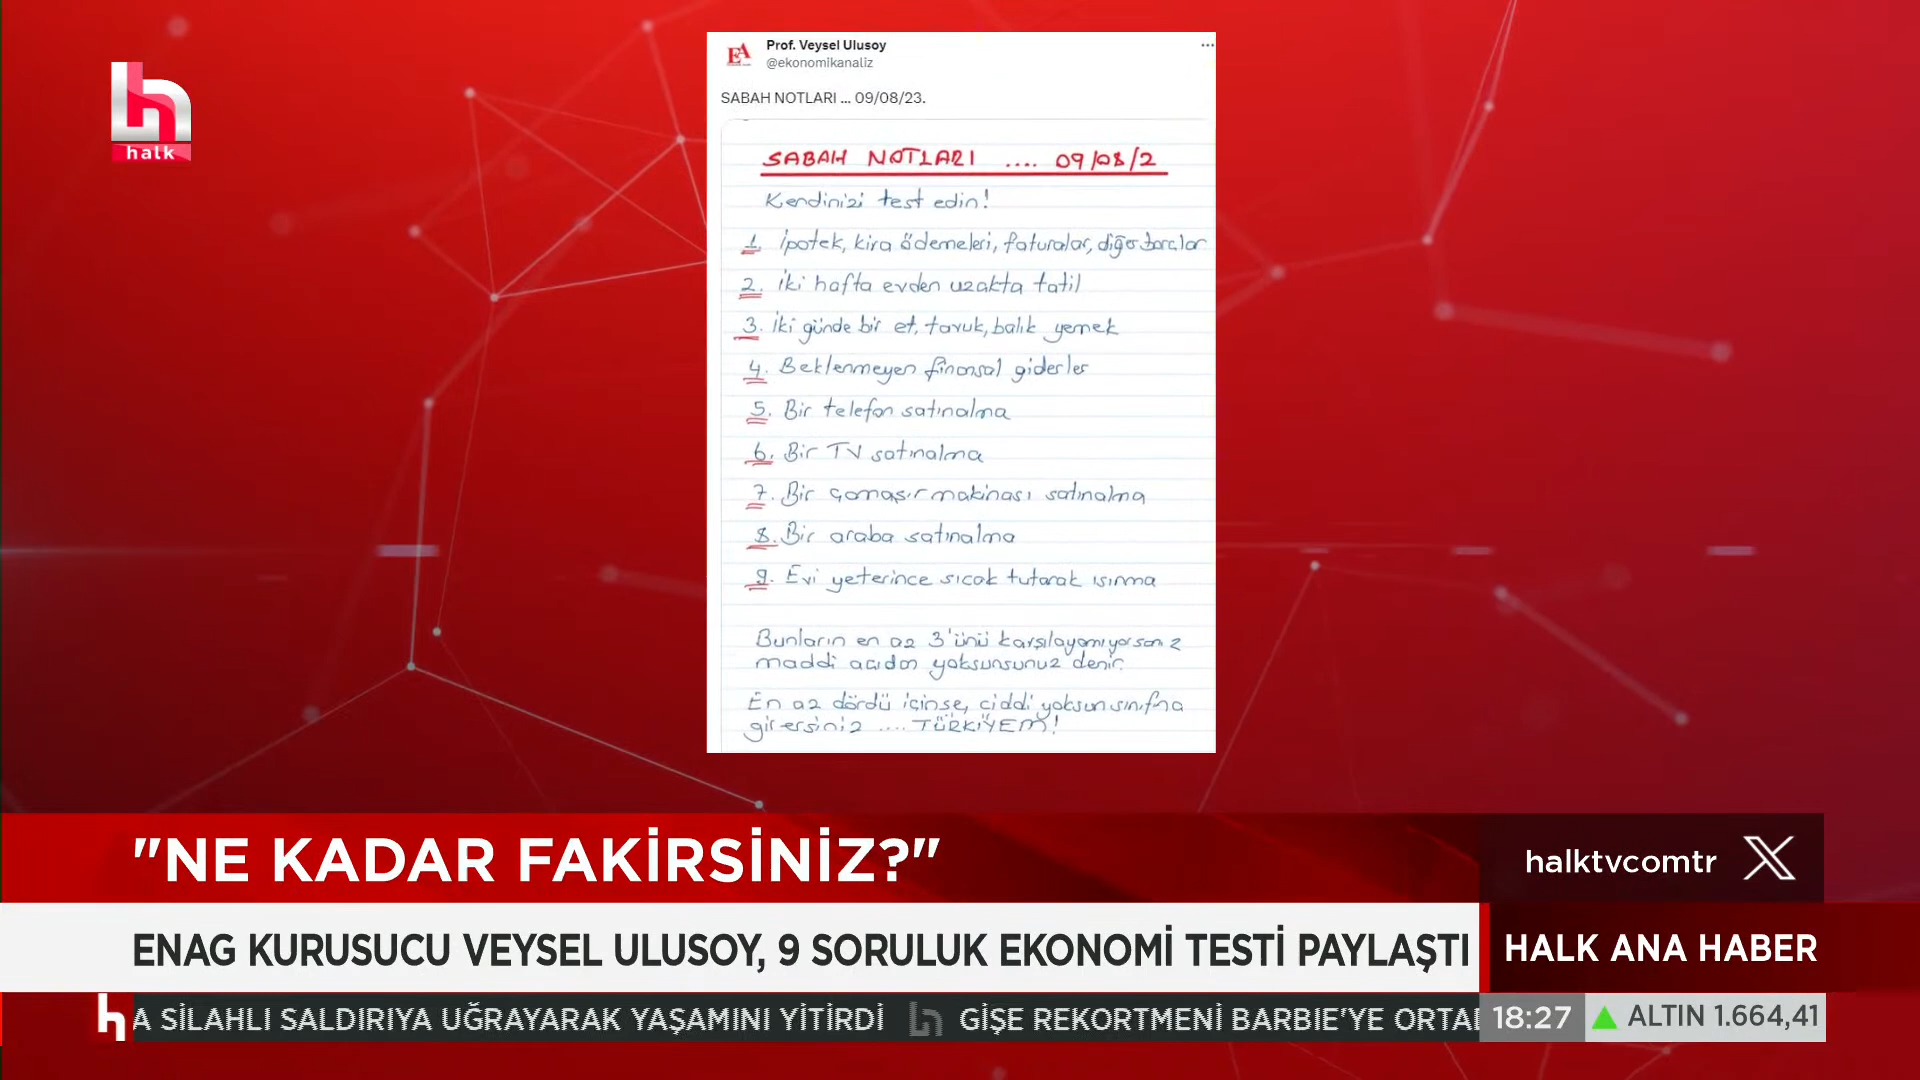 halk
Prof. Veysel Ulusoy
@ekonomikanaliz
SABAH NOTLARI ... 09/08/23.
SABAH NOTLARI .... 09/08/2
Kendinizi test edin!
1. İpotek, kira ödemeleri, faturalar, diğer borçlar
2. İki hafta evden uzakta tatil
3. İki günde bir et, tavuk, balık yemek
4. Beklenmeyen finansal giderler
5. Bir telefon satınalma
6. Bir TV satınalma
7. Bir çamaşır makinası satınalma
8. Bir araba satınalma
9. Evi yeterince sıcak tutarak ısınma
Bunların en az 3'ünü karşılayamıyorsanız
maddi açıdan yoksunsunuz denir.
En az dördü içinse, ciddi yoksun sınıfına
girersiniz .... TÜRKİYEM!
"NE KADAR FAKİRSİNİZ?"
halktvcomtr X
ENAG KURUSUCU VEYSEL ULUSOY, 9 SORULUK EKONOMİ TESTİ PAYLAŞTI
HALK ANA HABER
A SİLAHLI SALDIRIYA UĞRAYARAK YAŞAMINI YİTİRDİ GİŞE REKORTMENİ BARBIE'YE ORTAD
18:27
ALTIN 1.664,41